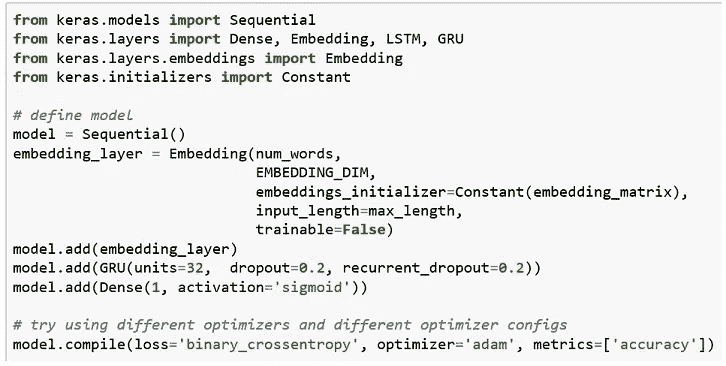 from keras.models import Sequential
from keras.layers import Dense, Embedding, LSTM, GRU
from keras.layers.embeddings import Embedding
from keras.initializers import Constant

# define model
model = Sequential()
embedding_layer = Embedding(num_words,
                            EMBEDDING_DIM,
                            embeddings_initializer=Constant(embedding_matrix),
                            input_length=max_length,
                            trainable=False)
model.add(embedding_layer)
model.add(GRU(units=32,  dropout=0.2, recurrent_dropout=0.2))
model.add(Dense(1, activation='sigmoid'))

# try using different optimizers and different optimizer configs
model.compile(loss='binary_crossentropy', optimizer='adam', metrics=['accuracy'])